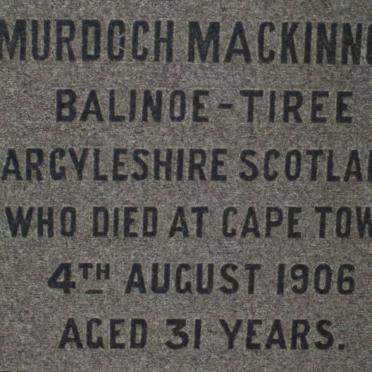 MURDOCH MACKINNO
BALINOE-TIREE
ARGYLESHIRE SCOTLA
WHO DIED AT CAPE TOW
4TH AUGUST 1906
AGED 31 YEARS.